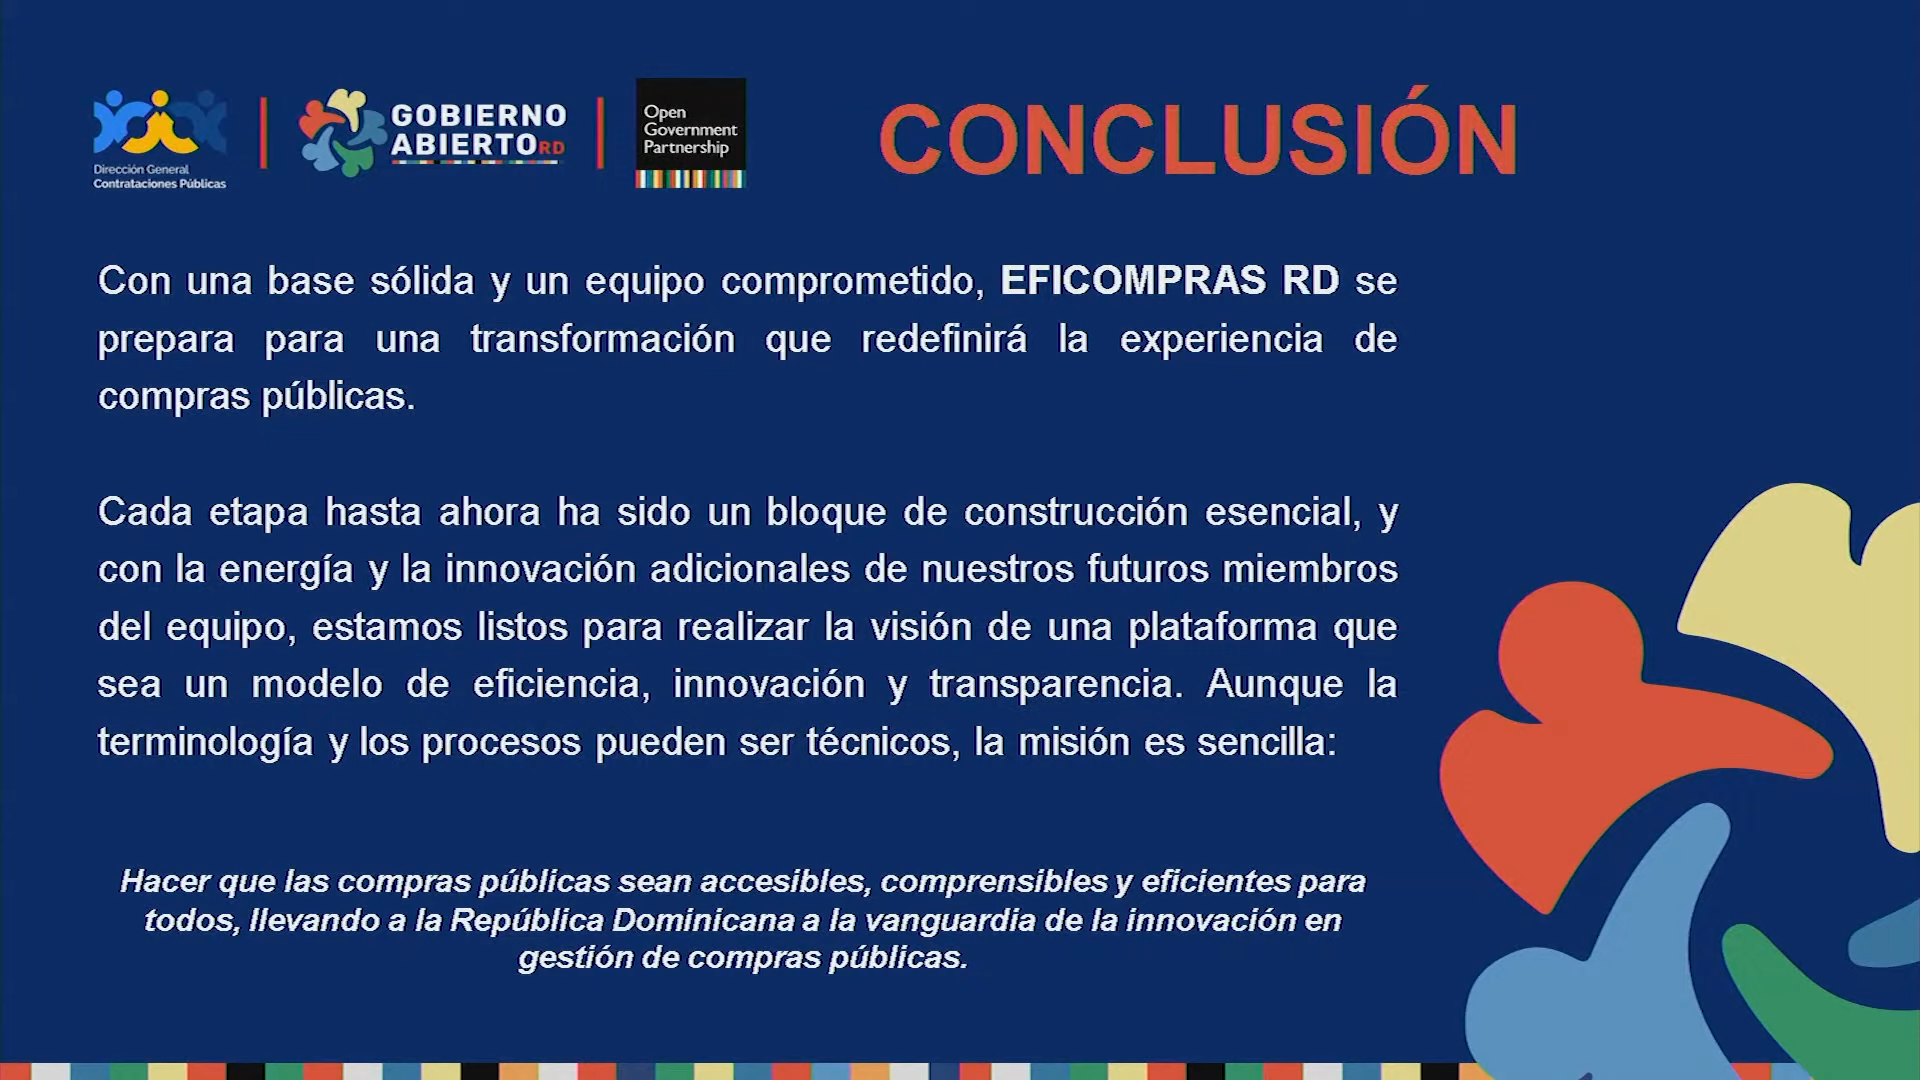 Dirección General
Contrataciones Públicas
GOBIERNO
ABIERTORD
Open
Government
Partnership
CONCLUSIÓN
Con una base sólida y un equipo comprometido, EFICOMPRAS RD se
prepara para una transformación que redefinirá la experiencia de
compras públicas.
Cada etapa hasta ahora ha sido un bloque de construcción esencial, y
con la energía y la innovación adicionales de nuestros futuros miembros
del equipo, estamos listos para realizar la visión de una plataforma que
sea un modelo de eficiencia, innovación y transparencia. Aunque la
terminología y los procesos pueden ser técnicos, la misión es sencilla:
Hacer que las compras públicas sean accesibles, comprensibles y eficientes para
todos, llevando a la República Dominicana a la vanguardia de la innovación en
gestión de compras públicas.